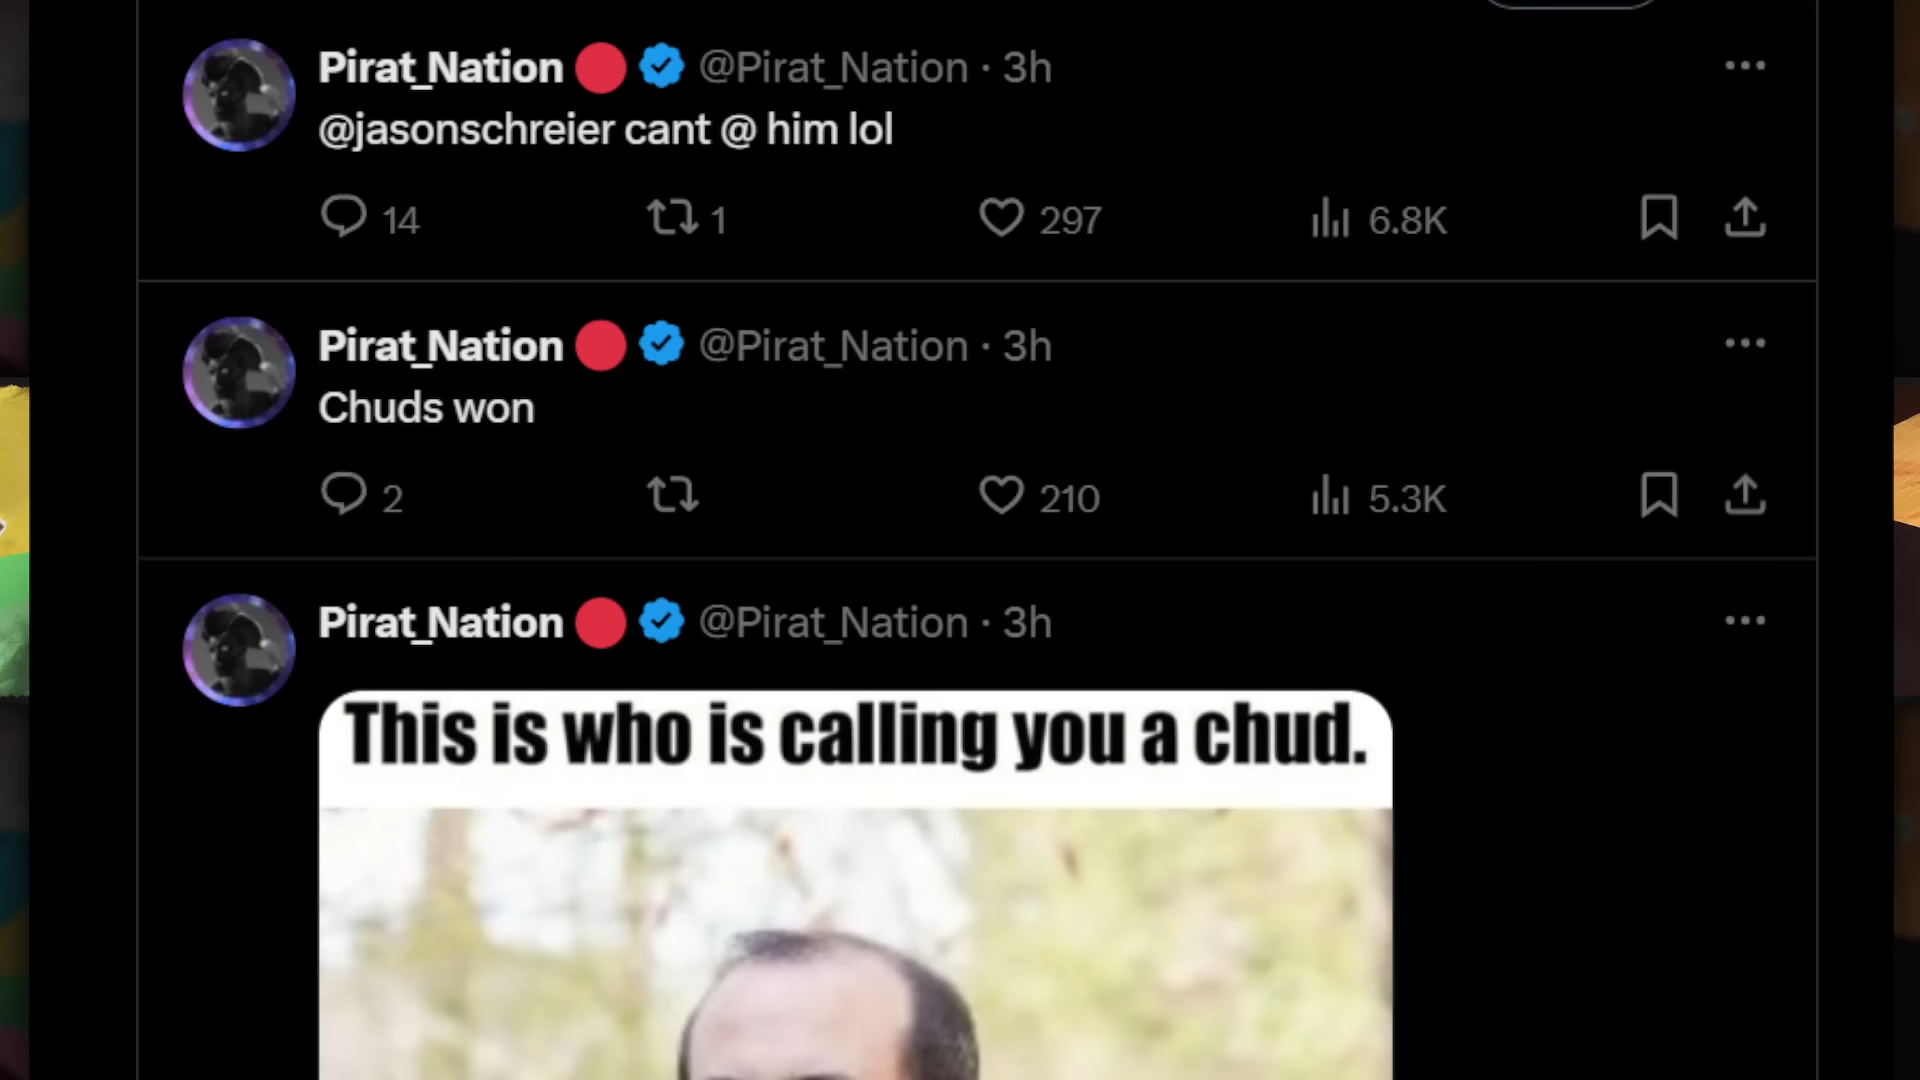 Pirat_Nation @Pirat_Nation · 3h
@jasonschreier cant @ him lol
14 1 297 6.8K
Pirat_Nation @Pirat_Nation · 3h
Chuds won
2 210 5.3K
Pirat_Nation @Pirat_Nation · 3h
This is who is calling you a chud.